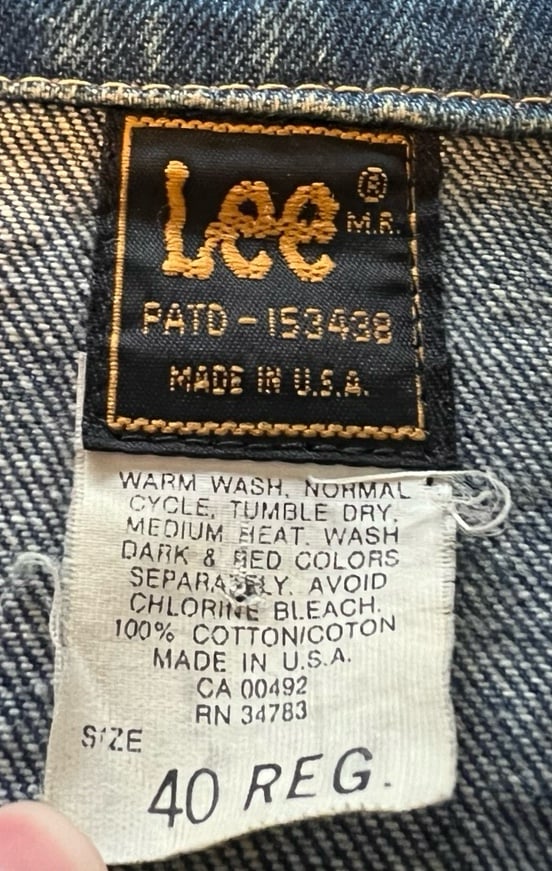 Lee ®
M.R.
PATD-153438
MADE IN U.S.A.
WARM WASH, NORMAL
CYCLE, TUMBLE DRY,
MEDIUM HEAT. WASH
DARK & RED COLORS
SEPARATELY. AVOID
CHLORINE BLEACH.
100% COTTON/COTON
MADE IN U.S.A.
CA 00492
RN 34783
SIZE
40 REG.